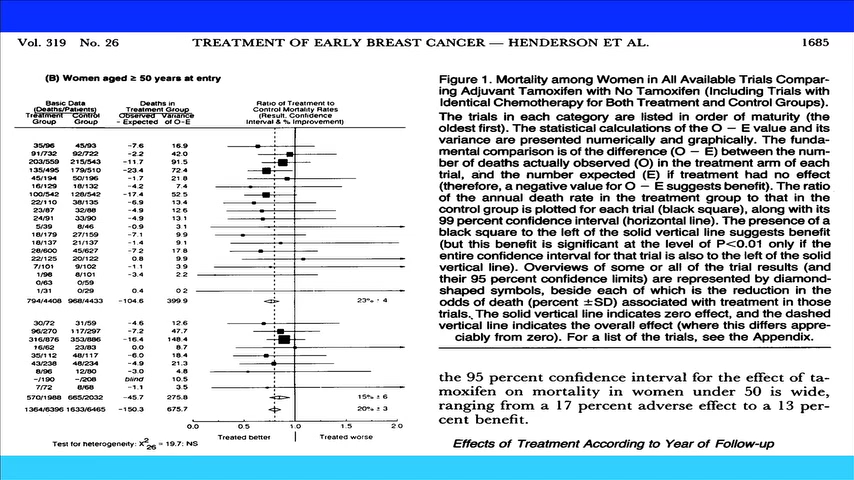 Vol. 319 No. 26
TREATMENT OF EARLY BREAST CANCER — HENDERSON ET AL.
1685
(B) Women aged ≥ 50 years at entry
Basic Data
(Deaths/Patients)
Treatment Control
Group Group
Deaths in
Treatment Group
Observed Variance
- Expected of O-E
Ratio of Treatment to
Control Mortality Rates
(Result, Confidence
Interval & % Improvement)
35/96 45/93 -7.6 16.9
91/732 92/722 -2.2 42.0
203/559 215/543 -11.7 91.5
135/495 179/510 -23.4 72.4
45/194 50/195 -1.7 21.8
16/129 18/132 -4.2 7.4
100/542 128/542 -17.4 52.5
22/110 38/135 -6.9 13.4
23/87 32/88 -4.9 12.6
24/91 33/90 -4.9 13.1
5/39 8/46 -0.9 3.1
18/179 27/159 -7.1 9.9
18/137 21/137 -1.4 9.1
28/600 45/627 -7.2 17.8
22/125 20/122 0.8 9.9
7/101 9/102 -1.1 3.9
1/98 8/101 -3.4 2.2
0/63 0/59
1/31 0/29 0.4 0.2
794/4408 968/4433 -104.6 399.9 23% ± 4
30/72 31/59 -4.6 12.6
96/270 117/297 -7.2 47.7
316/876 353/886 -16.4 148.4
16/62 23/83 0.0 8.7
35/112 48/117 -6.0 18.4
43/238 48/234 -4.9 21.3
8/96 12/80 -3.0 4.8
-/190 -/208 blind 10.5
7/72 8/68 -1.1 3.5
570/1988 665/2032 -45.7 275.8 15% ± 6
1364/6396 1633/6465 -150.3 675.7 20% ± 3
0.0 0.5 1.0 1.5 2.0
Treated better Treated worse
Test for heterogeneity: X²26 = 19.7; NS
Figure 1. Mortality among Women in All Available Trials Compar-
ing Adjuvant Tamoxifen with No Tamoxifen (Including Trials with
Identical Chemotherapy for Both Treatment and Control Groups).
The trials in each category are listed in order of maturity (the
oldest first). The statistical calculations of the O − E value and its
variance are presented numerically and graphically. The funda-
mental comparison is of the difference (O − E) between the num-
ber of deaths actually observed (O) in the treatment arm of each
trial, and the number expected (E) if treatment had no effect
(therefore, a negative value for O − E suggests benefit). The ratio
of the annual death rate in the treatment group to that in the
control group is plotted for each trial (black square), along with its
99 percent confidence interval (horizontal line). The presence of a
black square to the left of the solid vertical line suggests benefit
(but this benefit is significant at the level of P<0.01 only if the
entire confidence interval for that trial is also to the left of the solid
vertical line). Overviews of some or all of the trial results (and
their 95 percent confidence limits) are represented by diamond-
shaped symbols, beside each of which is the reduction in the
odds of death (percent ±SD) associated with treatment in those
trials. The solid vertical line indicates zero effect, and the dashed
vertical line indicates the overall effect (where this differs appre-
ciably from zero). For a list of the trials, see the Appendix.
the 95 percent confidence interval for the effect of ta-
moxifen on mortality in women under 50 is wide,
ranging from a 17 percent adverse effect to a 13 per-
cent benefit.
Effects of Treatment According to Year of Follow-up